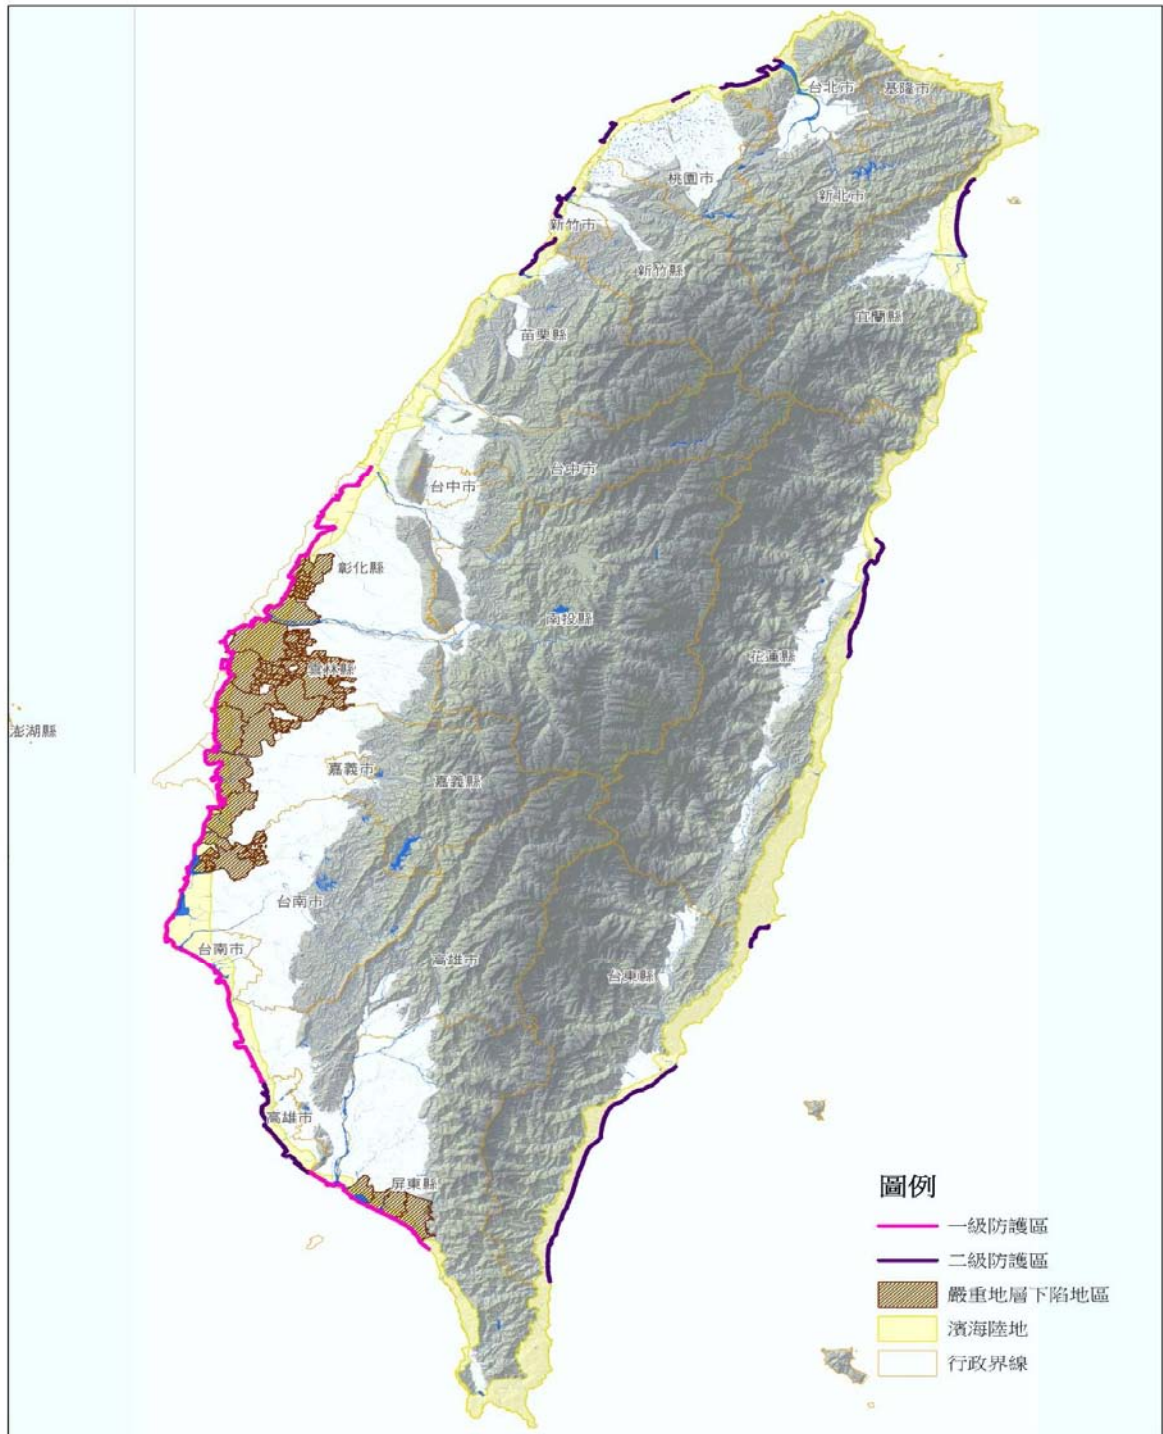 台北市
基隆市
桃園市
新北市
新竹市
新竹縣
宜蘭縣
苗栗縣
台中市
台中市
彰化縣
南投縣
花蓮縣
雲林縣
澎湖縣
嘉義市
嘉義縣
台南市
台南市
高雄市
台東縣
高雄市
屏東縣
圖例
一級防護區
二級防護區
嚴重地層下陷地區
濱海陸地
行政界線